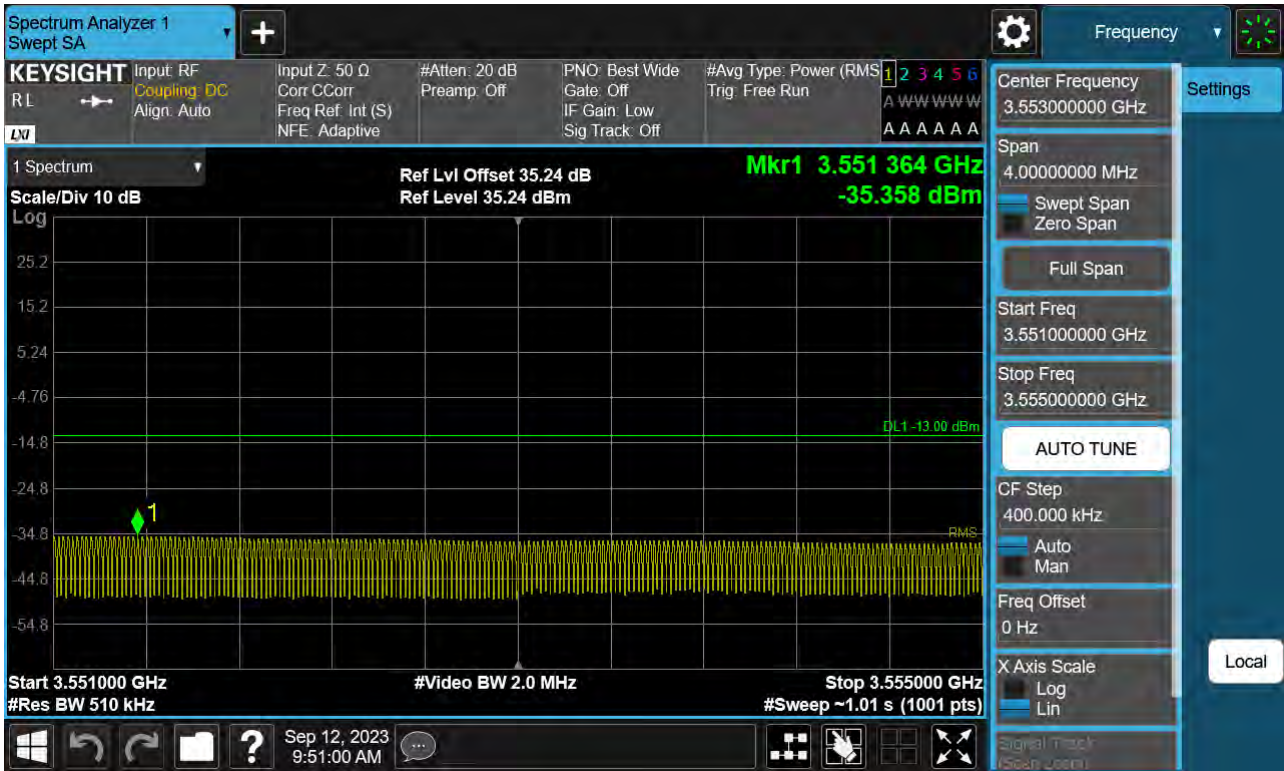 Spectrum Analyzer 1
Swept SA
Frequency
KEYSIGHT
RL
LXI
Input: RF
Coupling: DC
Align: Auto
Input Z: 50 Ω
Corr CCorr
Freq Ref: Int (S)
NFE: Adaptive
#Atten: 20 dB
Preamp: Off
PNO: Best Wide
Gate: Off
IF Gain: Low
Sig Track: Off
#Avg Type: Power (RMS
Trig: Free Run
1 2 3 4 5 6
A W W W W W
A A A A A A
1 Spectrum
Scale/Div 10 dB
Log
Ref Lvl Offset 35.24 dB
Ref Level 35.24 dBm
Mkr1 3.551 364 GHz
-35.358 dBm
25.2
15.2
5.24
-4.76
-14.8
-24.8
-34.8
-44.8
-54.8
DL1 -13.00 dBm
1
RMS
Start 3.551000 GHz
#Res BW 510 kHz
#Video BW 2.0 MHz
Stop 3.555000 GHz
#Sweep ~1.01 s (1001 pts)
Center Frequency
3.553000000 GHz
Settings
Span
4.00000000 MHz
Swept Span
Zero Span
Full Span
Start Freq
3.551000000 GHz
Stop Freq
3.555000000 GHz
AUTO TUNE
CF Step
400.000 kHz
Auto
Man
Freq Offset
0 Hz
X Axis Scale
Log
Lin
Signal Track
(Span Zoom)
Local
?
Sep 12, 2023
9:51:00 AM